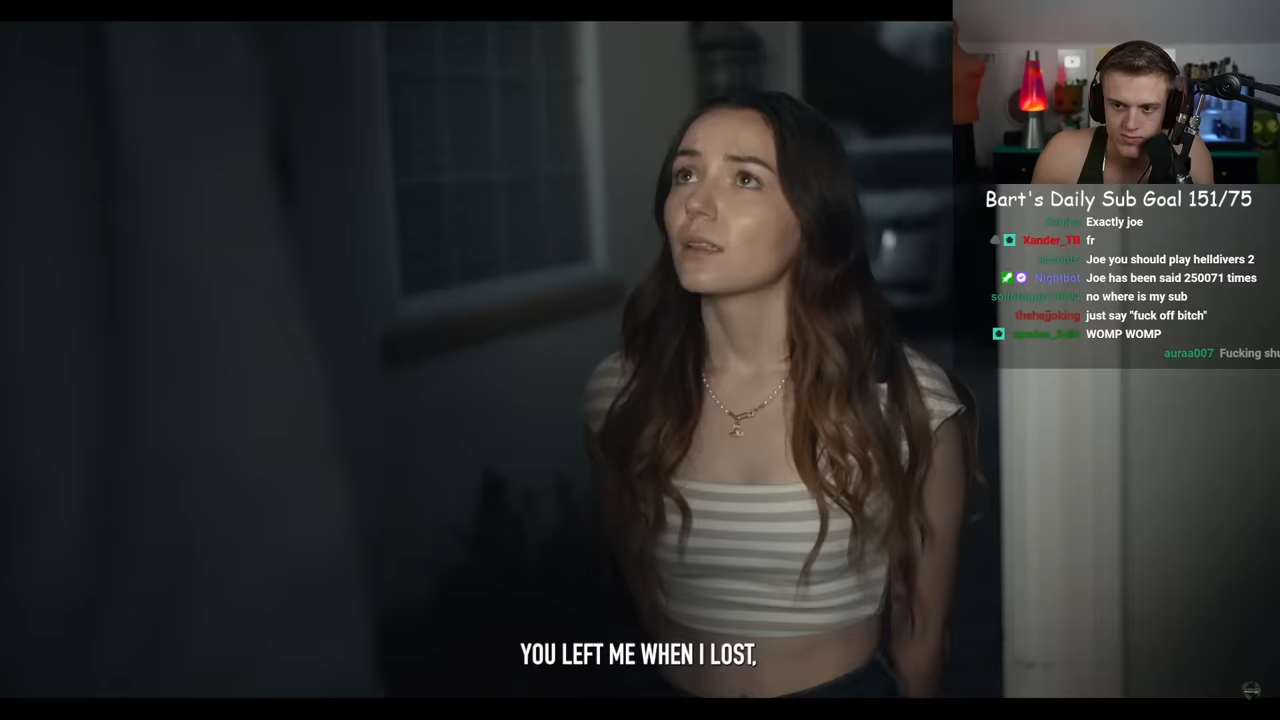 Bart's Daily Sub Goal 151/75
Exactly joe
Xander_TB fr
Joe you should play helldivers 2
Nightbot Joe has been said 250071 times
no where is my sub
thehejjoking just say "fuck off bitch"
WOMP WOMP
auraa007 Fucking shu
YOU LEFT ME WHEN I LOST,